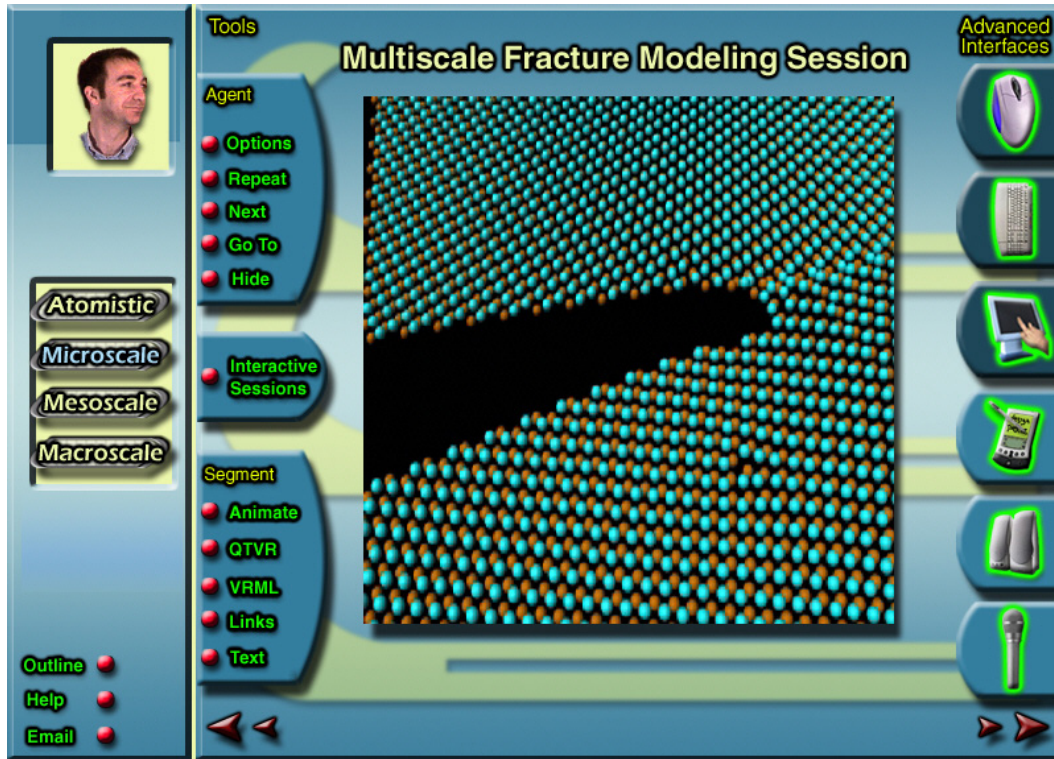 Tools
Advanced
Interfaces
Multiscale Fracture Modeling Session
Agent
Options
Repeat
Next
Go To
Hide
Atomistic
Microscale
Mesoscale
Macroscale
Interactive
Sessions
Segment
Animate
QTVR
VRML
Links
Text
Outline
Help
Email